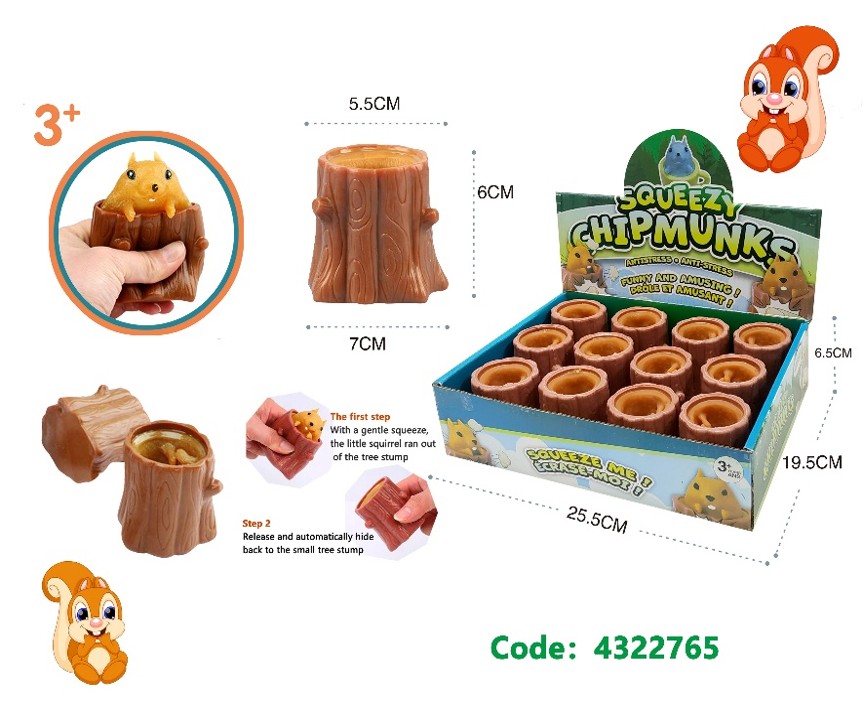 3+
5.5CM
6CM
7CM
SQUEEZY
CHIPMUNKS
ANTISTRESS • ANTI-STRESS
FUNNY AND AMUSING !
DRÔLE ET AMUSANT !
6.5CM
19.5CM
25.5CM
SQUEEZE ME !
ÉCRASE-MOI !
3+
The first step
With a gentle squeeze,
the little squirrel ran out
of the tree stump
Step 2
Release and automatically hide
back to the small tree stump
Code: 4322765